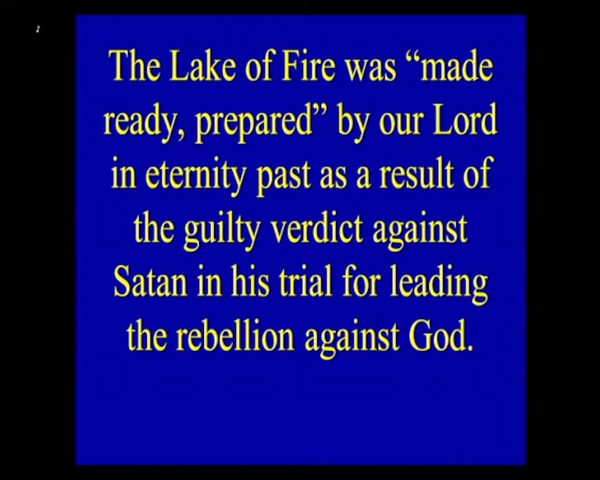 The Lake of Fire was “made
ready, prepared” by our Lord
in eternity past as a result of
the guilty verdict against
Satan in his trial for leading
the rebellion against God.